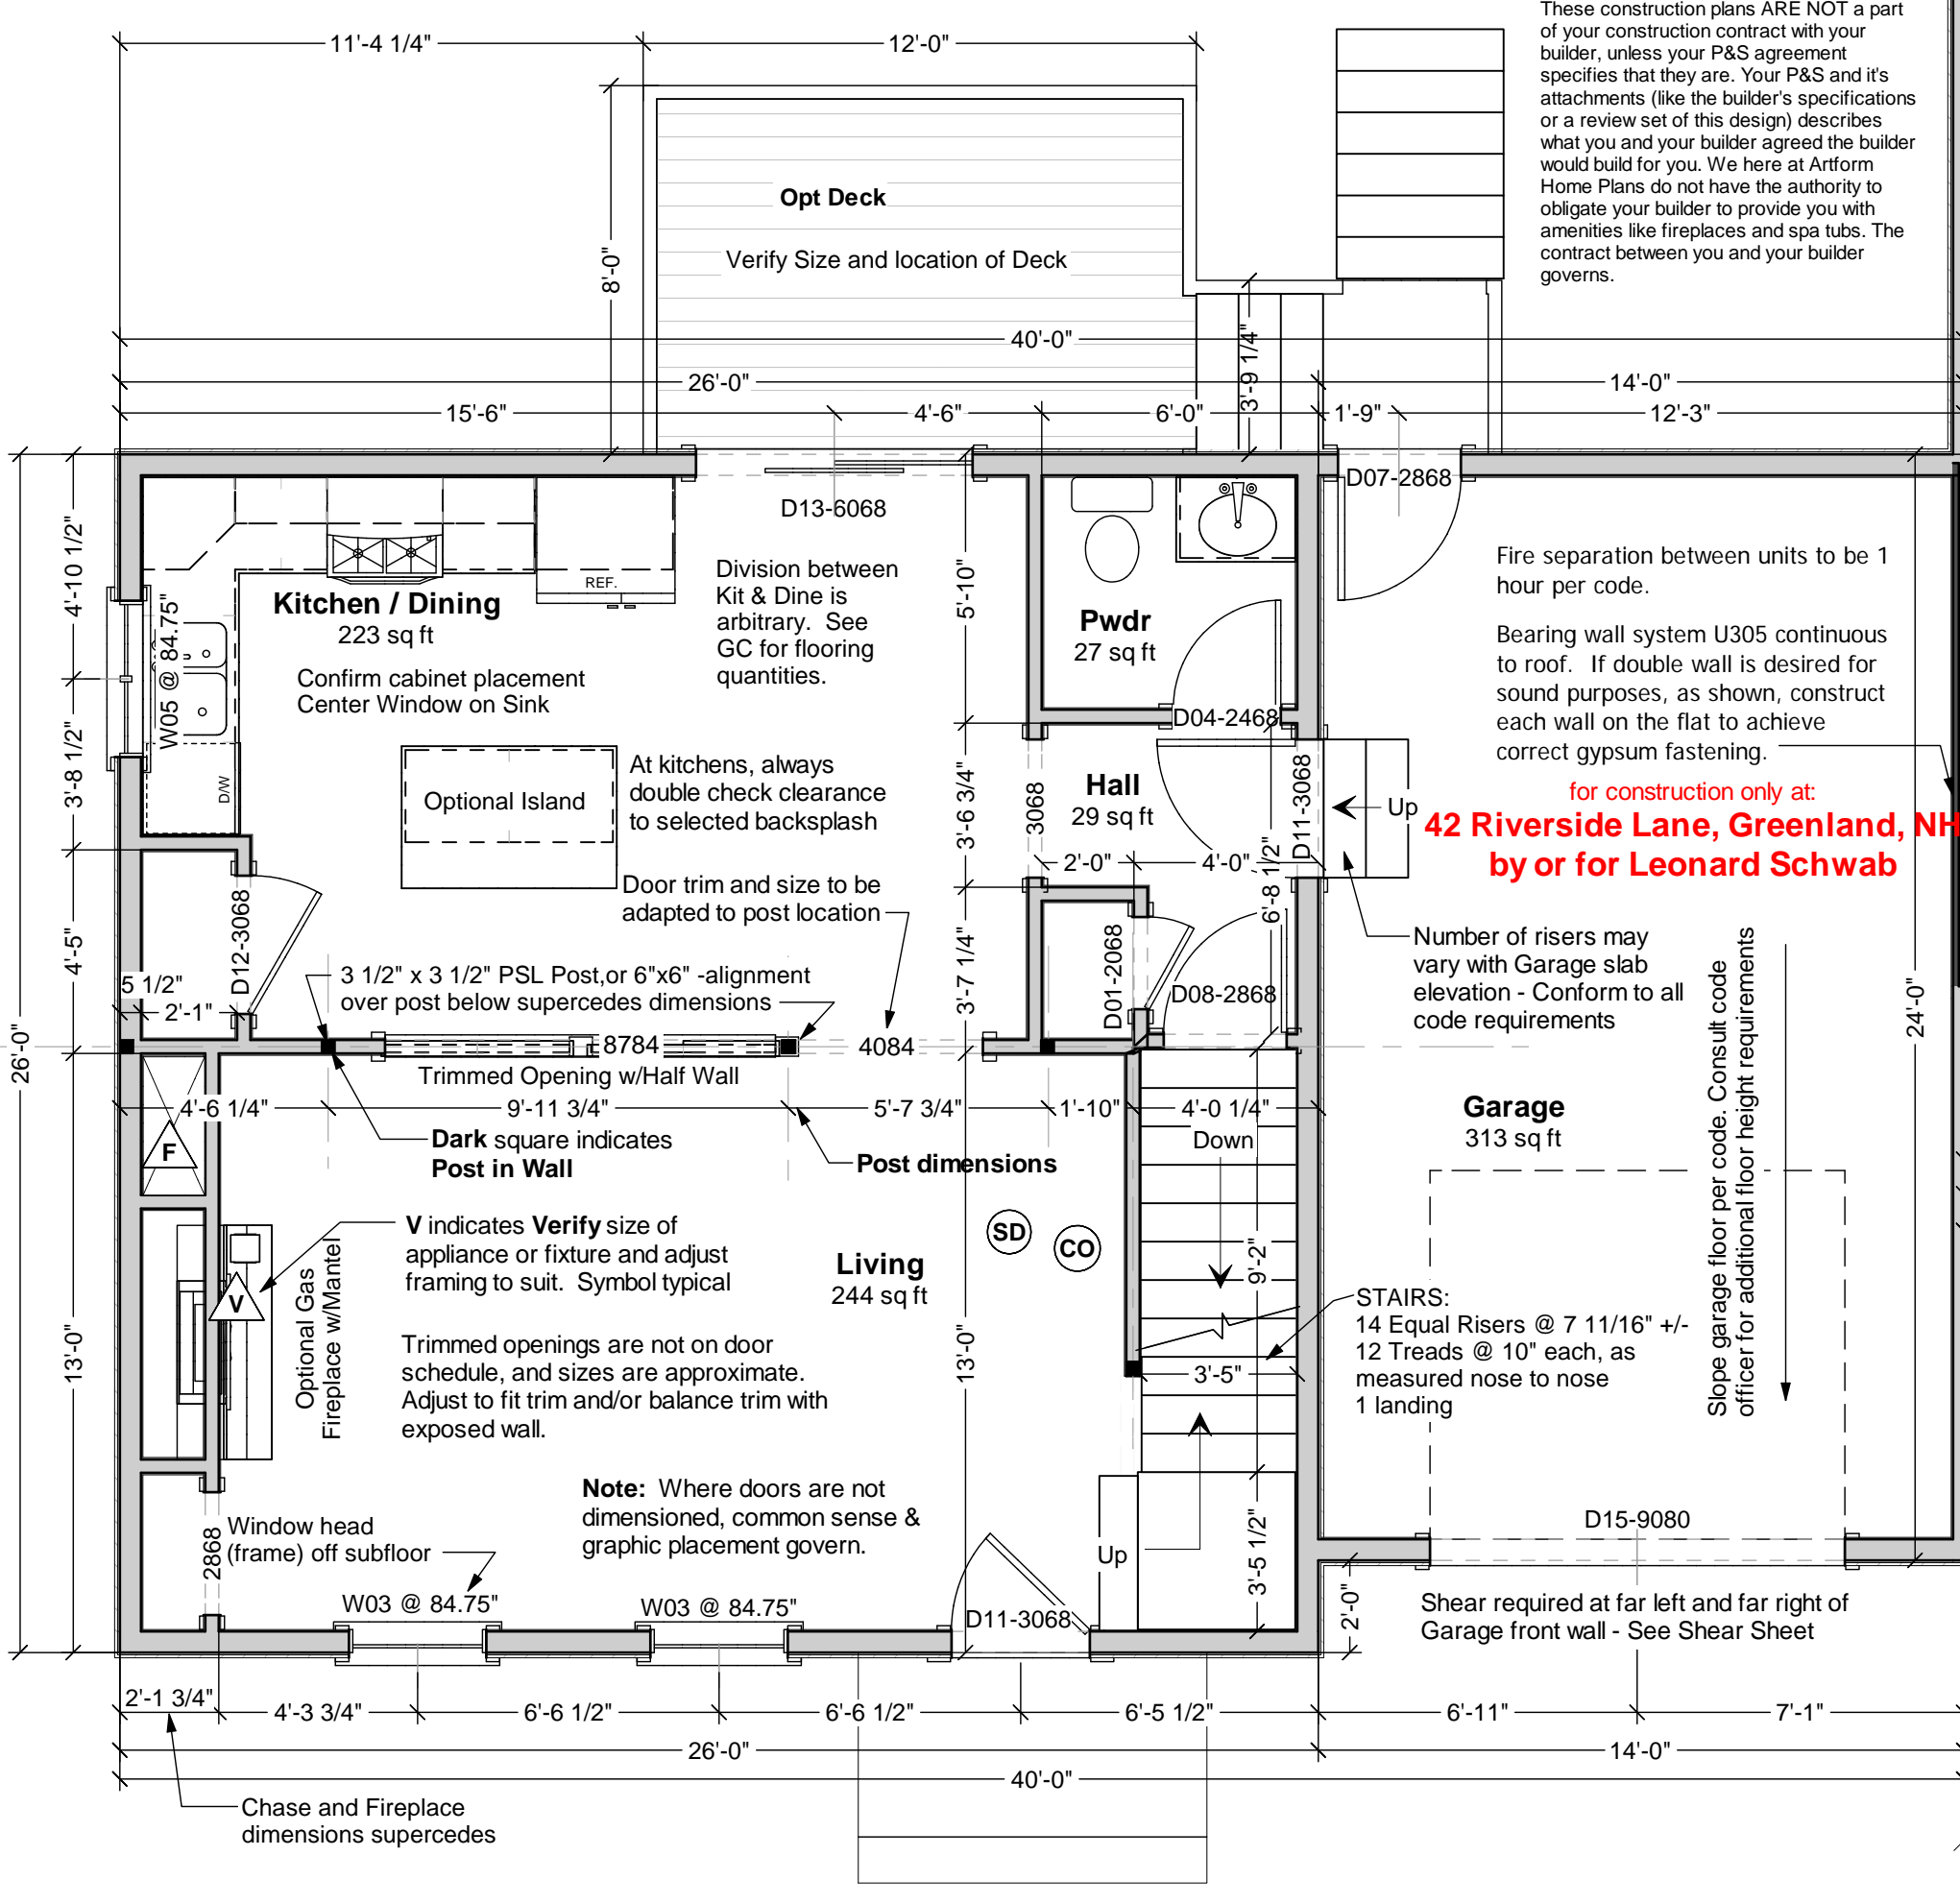 These construction plans ARE NOT a part
of your construction contract with your
builder, unless your P&S agreement
specifies that they are. Your P&S and it's
attachments (like the builder's specifications
or a review set of this design) describes
what you and your builder agreed the builder
would build for you. We here at Artform
Home Plans do not have the authority to
obligate your builder to provide you with
amenities like fireplaces and spa tubs. The
contract between you and your builder
governs.
11'-4 1/4"
12'-0"
Opt Deck
Verify Size and location of Deck
8'-0"
3'-9 1/4"
40'-0"
26'-0"
14'-0"
15'-6"
4'-6"
6'-0"
1'-9"
12'-3"
D13-6068
D07-2868
4'-10 1/2"
3'-8 1/2"
4'-5"
26'-0"
13'-0"
W05 @ 84.75"
REF.
D/W
Kitchen / Dining
223 sq ft
Confirm cabinet placement
Center Window on Sink
Division between
Kit & Dine is
arbitrary. See
GC for flooring
quantities.
5'-10"
Pwdr
27 sq ft
D04-2468
Fire separation between units to be 1
hour per code.
Bearing wall system U305 continuous
to roof. If double wall is desired for
sound purposes, as shown, construct
each wall on the flat to achieve
correct gypsum fastening.
for construction only at:
42 Riverside Lane, Greenland, NH
by or for Leonard Schwab
Optional Island
At kitchens, always
double check clearance
to selected backsplash
3'-6 3/4"
3068
Hall
29 sq ft
D11-3068
Up
2'-0"
4'-0"
6'-8 1/2"
Door trim and size to be
adapted to post location
D12-3068
5 1/2"
2'-1"
3 1/2" x 3 1/2" PSL Post,or 6"x6" -alignment
over post below supercedes dimensions
3'-7 1/4"
D01-2068
D08-2868
Number of risers may
vary with Garage slab
elevation - Conform to all
code requirements
Slope garage floor per code. Consult code
officer for additional floor height requirements
24'-0"
8784
4084
Trimmed Opening w/Half Wall
4'-6 1/4"
9'-11 3/4"
5'-7 3/4"
1'-10"
4'-0 1/4"
F
Dark square indicates
Post in Wall
Post dimensions
Down
Garage
313 sq ft
V indicates Verify size of
appliance or fixture and adjust
framing to suit. Symbol typical
V
Optional Gas
Fireplace w/Mantel
SD
CO
Living
244 sq ft
9'-2"
13'-0"
STAIRS:
14 Equal Risers @ 7 11/16" +/-
12 Treads @ 10" each, as
measured nose to nose
1 landing
3'-5"
Trimmed openings are not on door
schedule, and sizes are approximate.
Adjust to fit trim and/or balance trim with
exposed wall.
Note: Where doors are not
dimensioned, common sense &
graphic placement govern.
2868
Window head
(frame) off subfloor
W03 @ 84.75"
W03 @ 84.75"
D11-3068
Up
3'-5 1/2"
D15-9080
2'-0"
Shear required at far left and far right of
Garage front wall - See Shear Sheet
2'-1 3/4"
4'-3 3/4"
6'-6 1/2"
6'-6 1/2"
6'-5 1/2"
6'-11"
7'-1"
26'-0"
14'-0"
40'-0"
Chase and Fireplace
dimensions supercedes